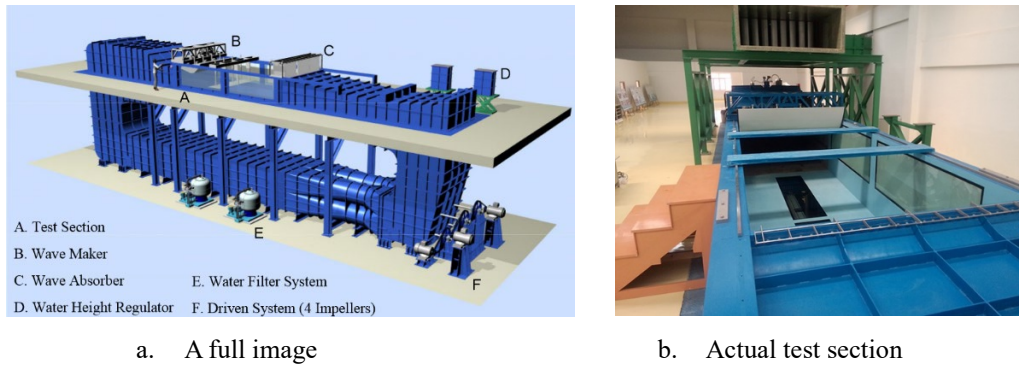 B
C
D
A
A. Test Section
B. Wave Maker
C. Wave Absorber
E. Water Filter System
D. Water Height Regulator
F. Driven System (4 Impellers)
E
F
a. A full image
b. Actual test section